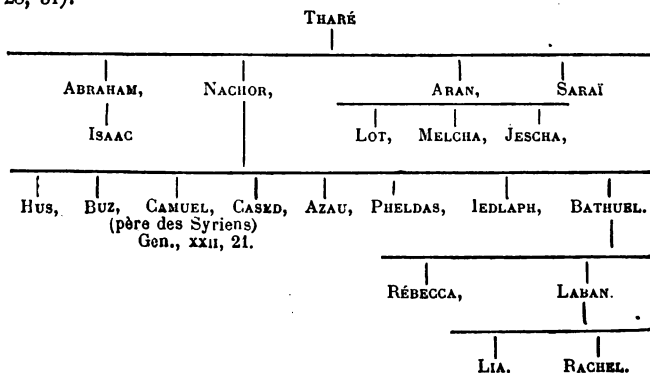 28, 31).
THARÉ
ABRAHAM, NACHOR, ARAN, SARAÏ
ISAAC LOT, MELCHA, JESCHA,
HUS, BUZ, CAMUEL, CASED, AZAU, PHELDAS, IEDLAPH, BATHUEL.
(père des Syriens)
Gen., XXII, 21.
RÉBECCA, LABAN.
LIA. RACHEL.